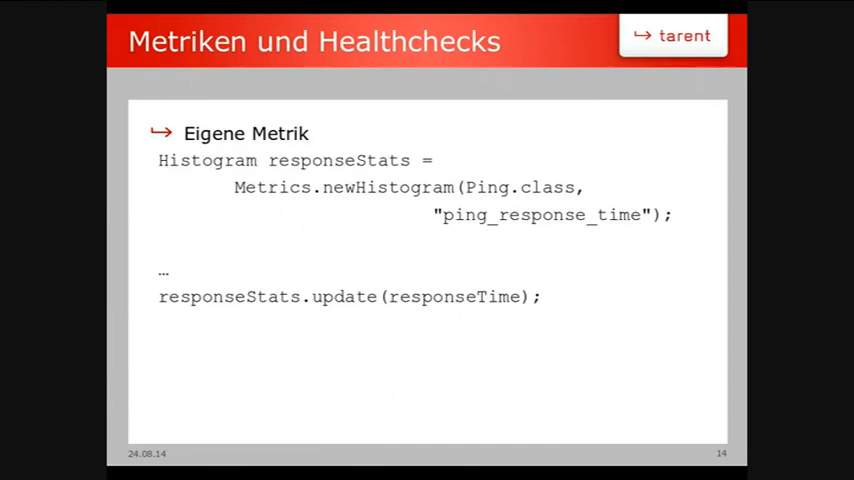 Metriken und Healthchecks
↪ tarent
↪ Eigene Metrik
Histogram responseStats =
Metrics.newHistogram(Ping.class,
"ping_response_time");
…
responseStats.update(responseTime);
24.08.14
14